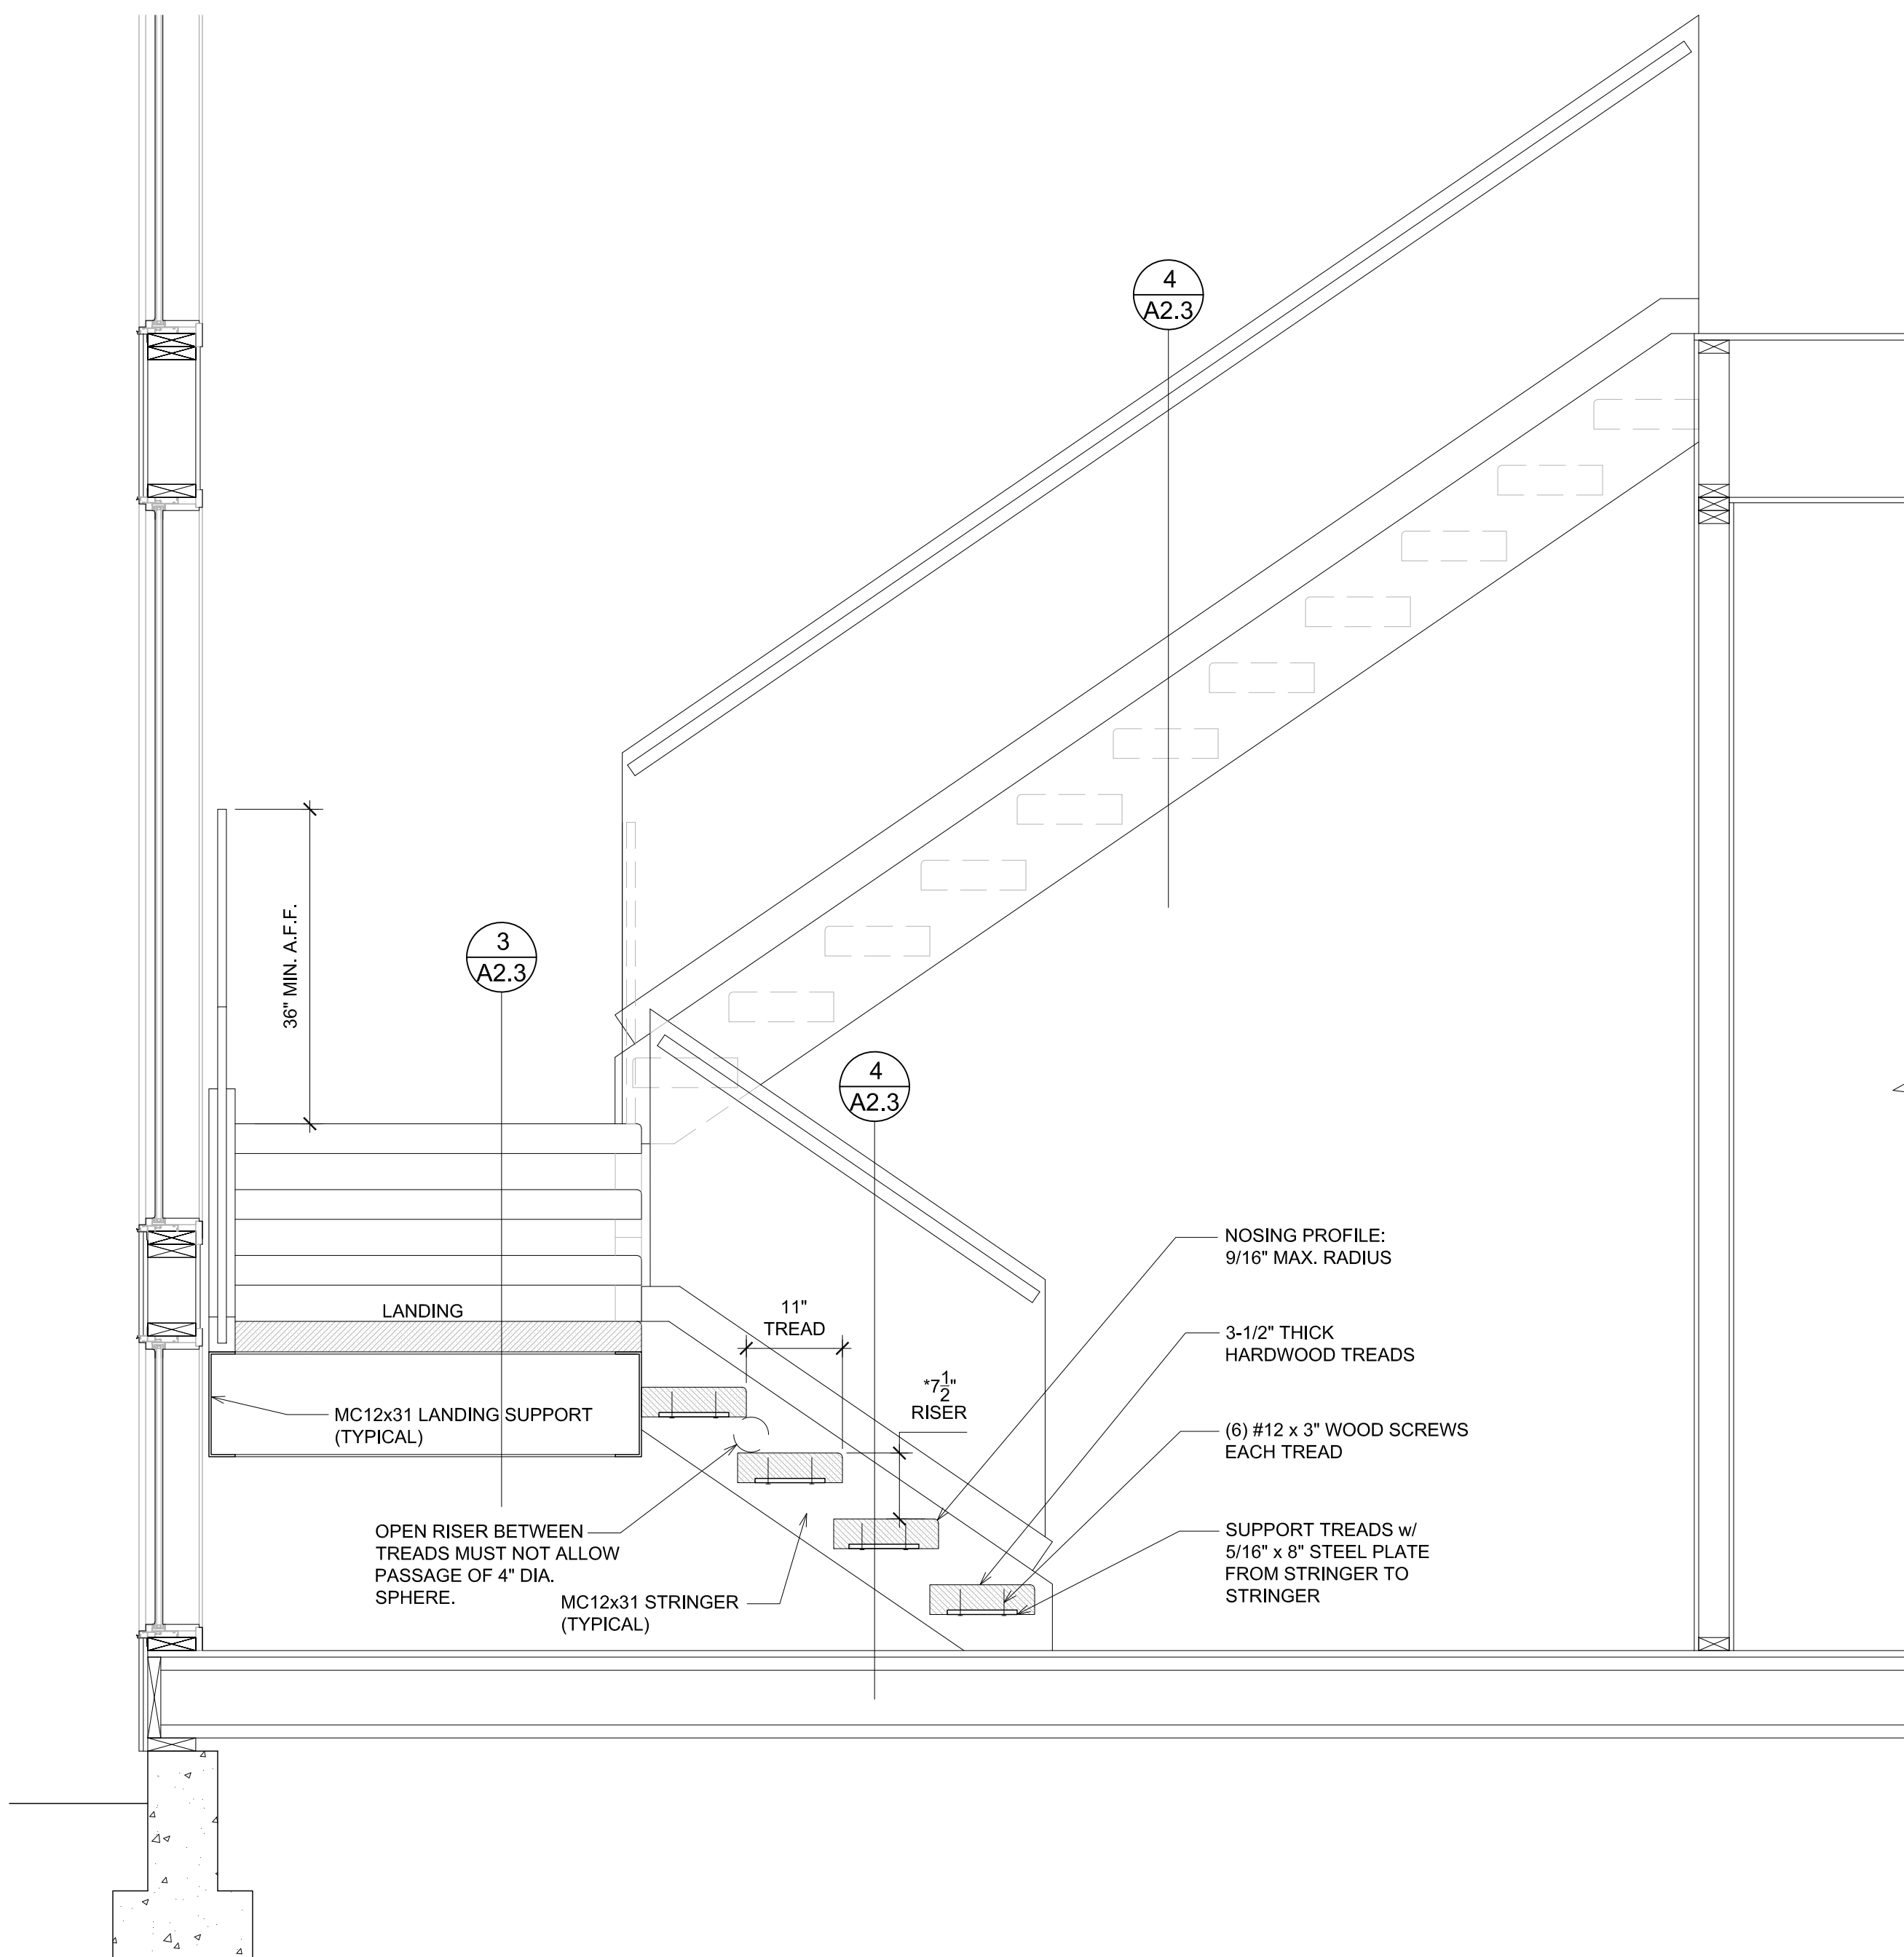 4
A2.3
36" MIN. A.F.F.
3
A2.3
4
A2.3
NOSING PROFILE:
9/16" MAX. RADIUS
LANDING
11"
TREAD
3-1/2" THICK
HARDWOOD TREADS
*7 1/2"
RISER
MC12x31 LANDING SUPPORT
(TYPICAL)
(6) #12 x 3" WOOD SCREWS
EACH TREAD
OPEN RISER BETWEEN
TREADS MUST NOT ALLOW
PASSAGE OF 4" DIA.
SPHERE.
MC12x31 STRINGER
(TYPICAL)
SUPPORT TREADS w/
5/16" x 8" STEEL PLATE
FROM STRINGER TO
STRINGER